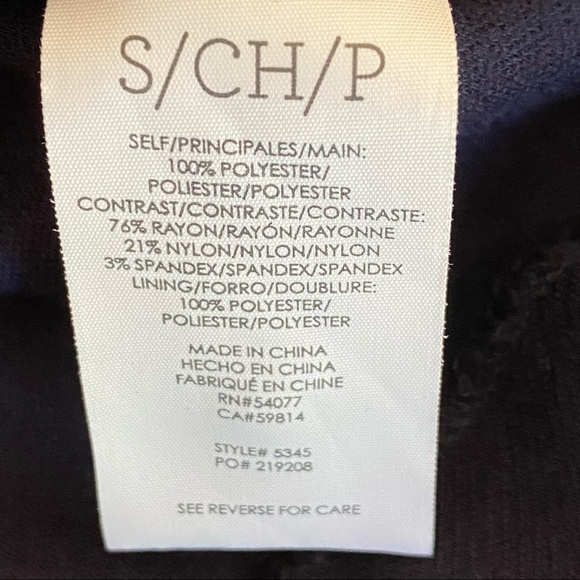 S/CH/P
SELF/PRINCIPALES/MAIN:
100% POLYESTER/
POLIESTER/POLYESTER
CONTRAST/CONTRASTE/CONTRASTE:
76% RAYON/RAYÓN/RAYONNE
21% NYLON/NYLON/NYLON
3% SPANDEX/SPANDEX/SPANDEX
LINING/FORRO/DOUBLURE:
100% POLYESTER/
POLIESTER/POLYESTER
MADE IN CHINA
HECHO EN CHINA
FABRIQUÉ EN CHINE
RN#54077
CA#59814
STYLE# 5345
PO# 219208
SEE REVERSE FOR CARE